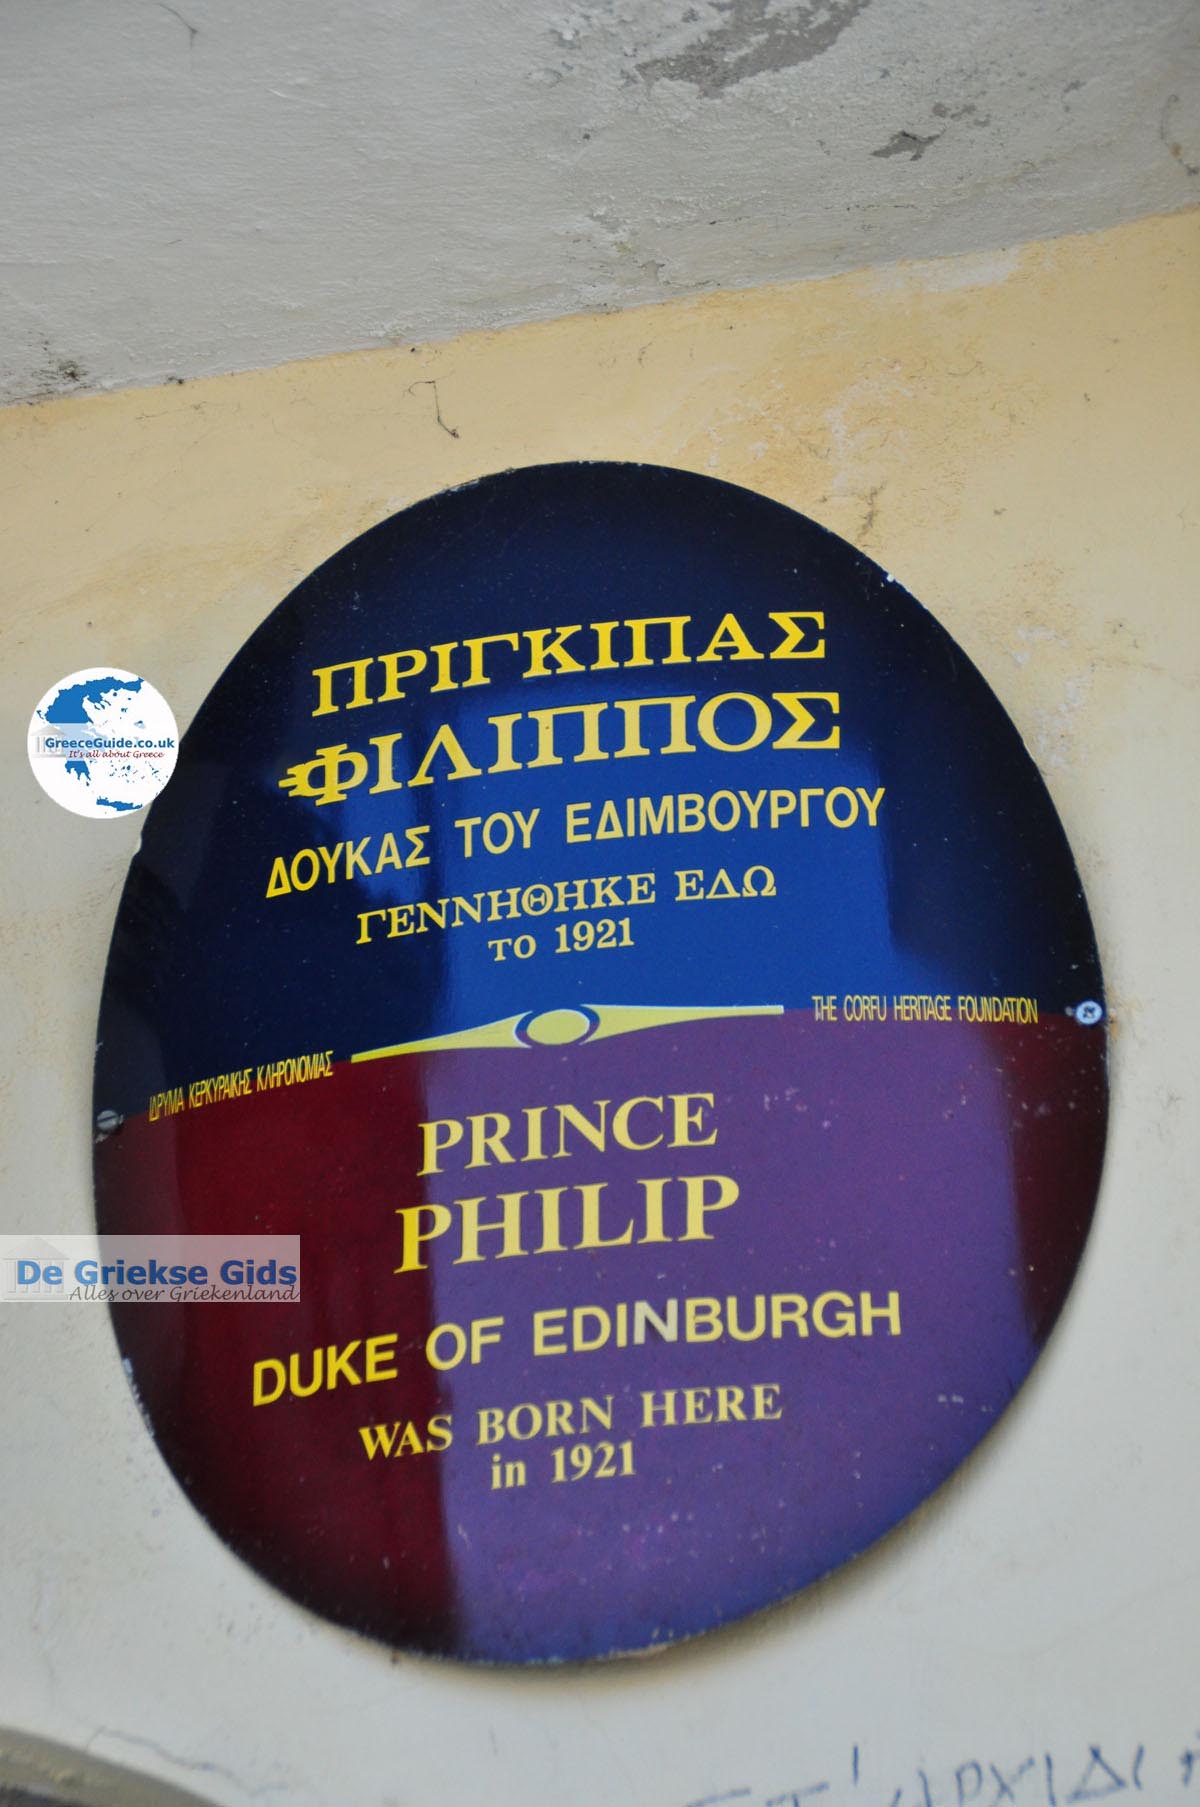 ΠΡΙΓΚΙΠΑΣ
ΦΙΛΙΠΠΟΣ
ΔΟΥΚΑΣ ΤΟΥ ΕΔΙΜΒΟΥΡΓΟΥ
ΓΕΝΝΗΘΗΚΕ ΕΔΩ
ΤΟ 1921
ΙΔΡΥΜΑ ΚΕΡΚΥΡΑΙΚΗΣ ΚΛΗΡΟΝΟΜΙΑΣ
THE CORFU HERITAGE FOUNDATION
PRINCE
PHILIP
DUKE OF EDINBURGH
WAS BORN HERE
in 1921
GreeceGuide.co.uk
It's all about Greece
De Griekse Gids
Alles over Griekenland